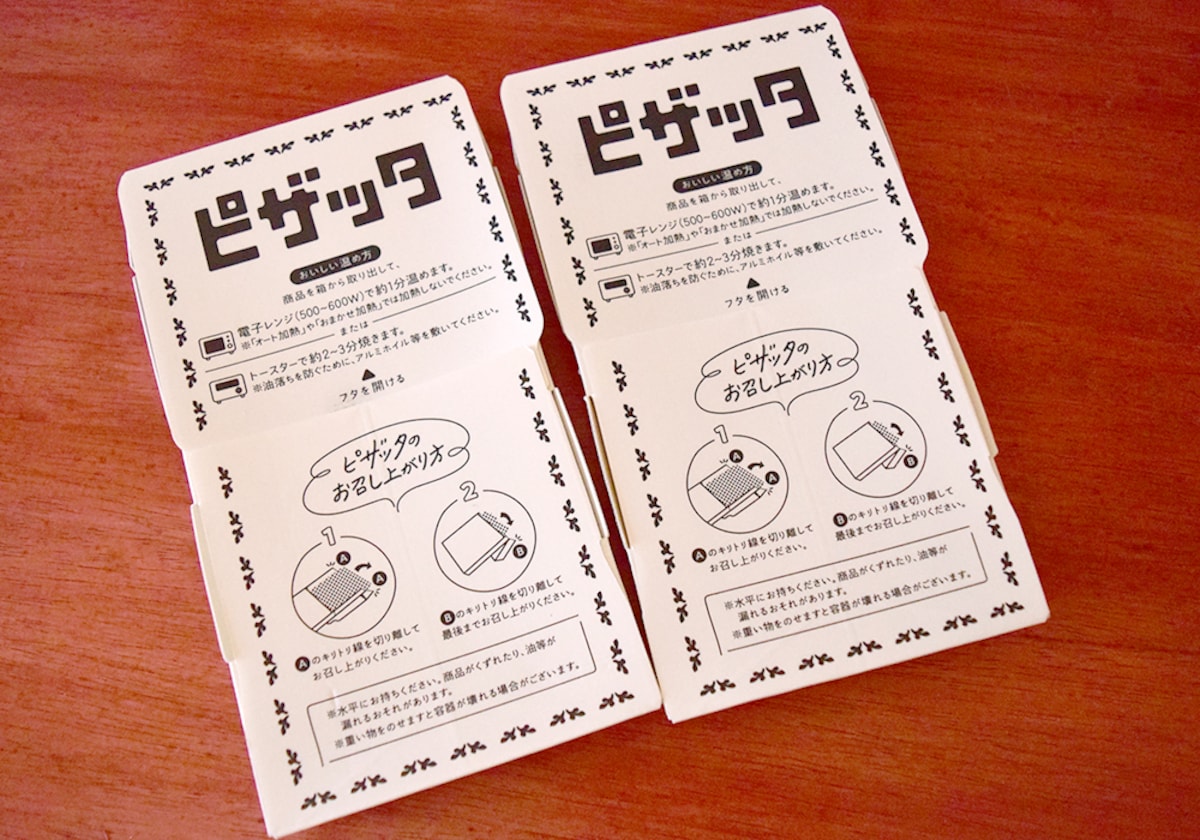 ピザッタ
おいしい温め方
商品を箱から取り出して、
電子レンジ(500~600W)で約1分温めます。
※「オート加熱」や「おまかせ加熱」では加熱しないでください。
または
トースターで約2~3分焼きます。
※油落ちを防ぐために、アルミホイル等を敷いてください。
▲
フタを開ける
ピザッタの
お召し上がり方
1
A
A
2
B
Aのキリトリ線を切り離して
お召し上がりください。
Bのキリトリ線を切り離して
最後までお召し上がりください。
※水平にお持ちください。商品がくずれたり、油等が
漏れるおそれがあります。
※重い物をのせますと容器が壊れる場合がございます。
ピザッタ
おいしい温め方
商品を箱から取り出して、
電子レンジ(500~600W)で約1分温めます。
※「オート加熱」や「おまかせ加熱」では加熱しないでください。
または
トースターで約2~3分焼きます。
※油落ちを防ぐために、アルミホイル等を敷いてください。
▲
フタを開ける
ピザッタの
お召し上がり方
1
A
A
2
B
Aのキリトリ線を切り離して
お召し上がりください。
Bのキリトリ線を切り離して
最後までお召し上がりください。
※水平にお持ちください。商品がくずれたり、油等が
漏れるおそれがあります。
※重い物をのせますと容器が壊れる場合がございます。